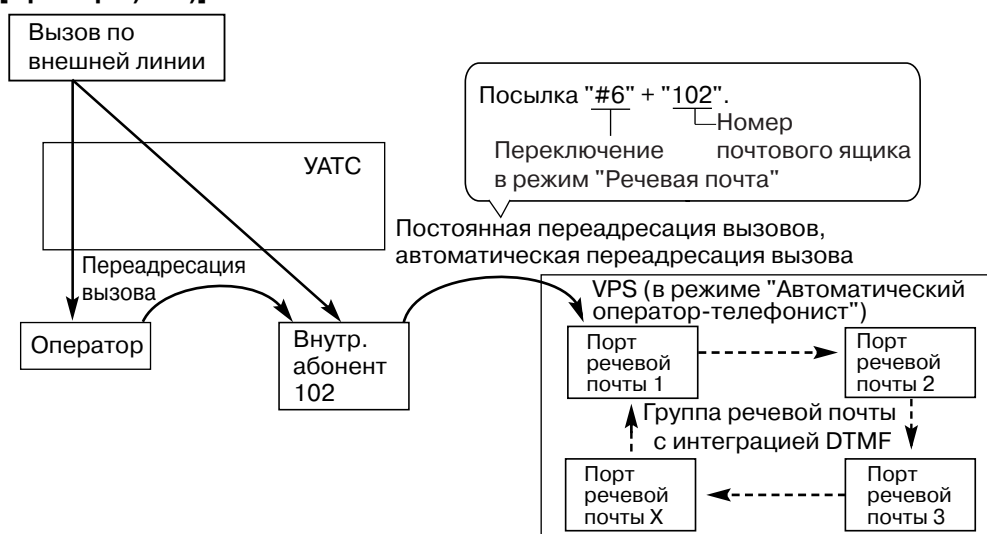 Вызов по
внешней линии
Посылка "#6" + "102".
Номер
Переключение почтового ящика
в режим "Речевая почта"
УАТС
Постоянная переадресация вызовов,
автоматическая переадресация вызова
Переадресация
вызова
Оператор
Внутр.
абонент
102
VPS (в режиме "Автоматический
оператор-телефонист")
Порт
речевой
почты 1
Порт
речевой
почты 2
Группа речевой почты
с интеграцией DTMF
Порт
речевой
почты X
Порт
речевой
почты 3